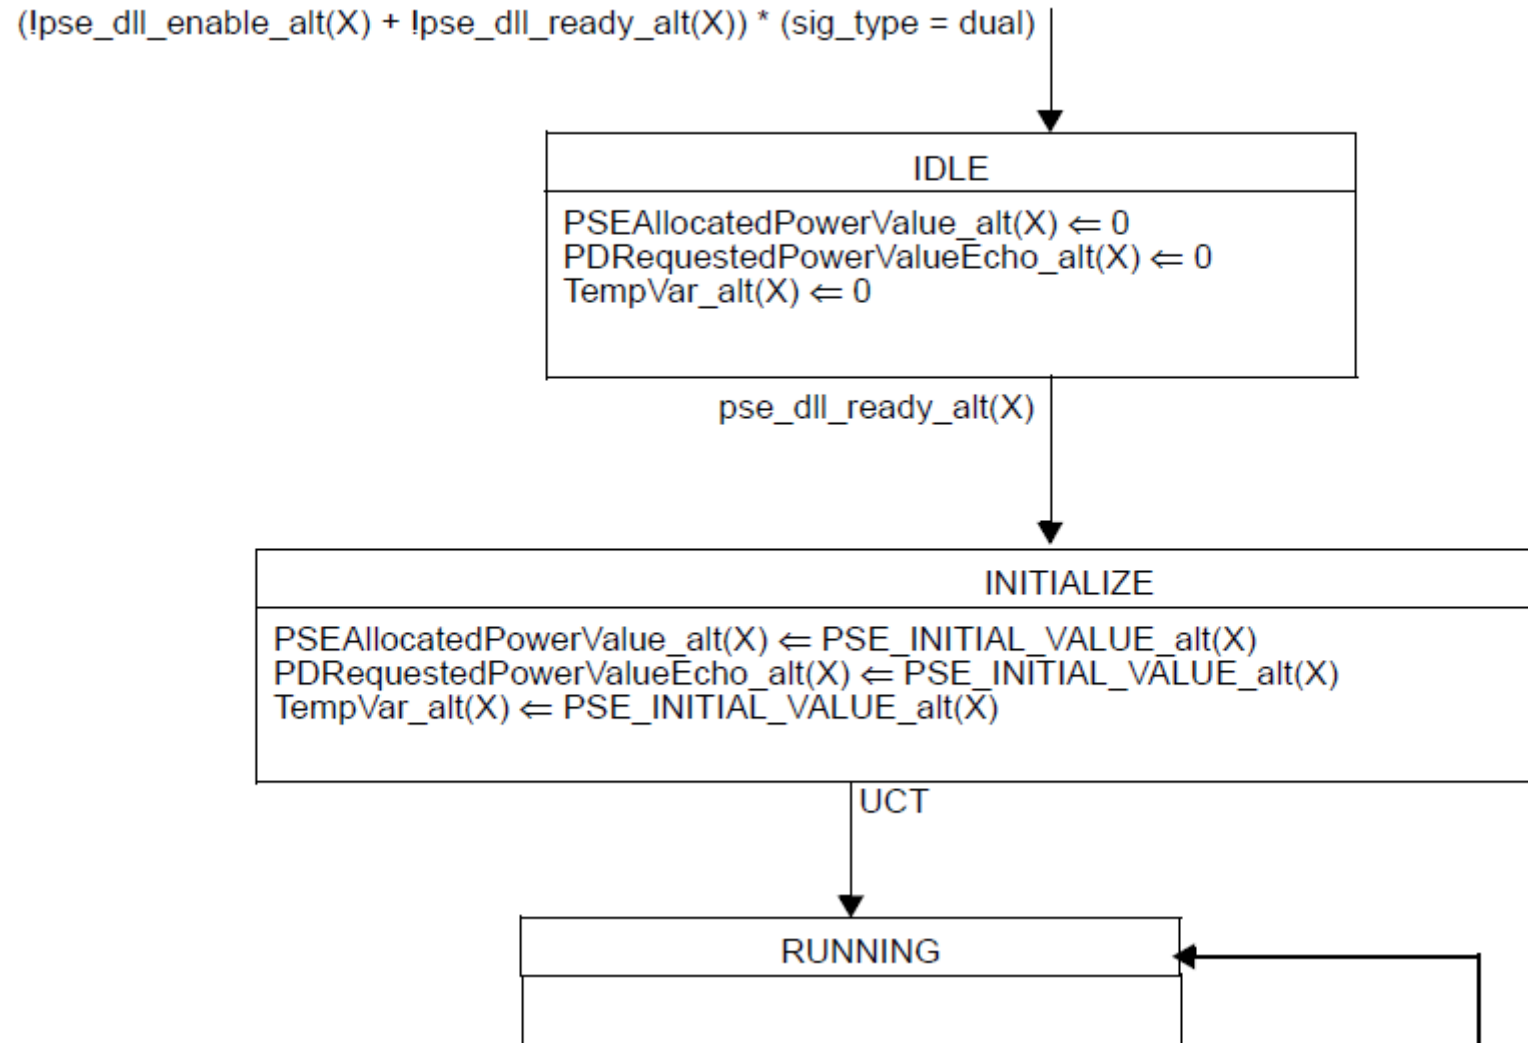 (!pse_dll_enable_alt(X) + !pse_dll_ready_alt(X)) * (sig_type = dual)
IDLE
PSEAllocatedPowerValue_alt(X) ⇐ 0
PDRequestedPowerValueEcho_alt(X) ⇐ 0
TempVar_alt(X) ⇐ 0
pse_dll_ready_alt(X)
INITIALIZE
PSEAllocatedPowerValue_alt(X) ⇐ PSE_INITIAL_VALUE_alt(X)
PDRequestedPowerValueEcho_alt(X) ⇐ PSE_INITIAL_VALUE_alt(X)
TempVar_alt(X) ⇐ PSE_INITIAL_VALUE_alt(X)
UCT
RUNNING